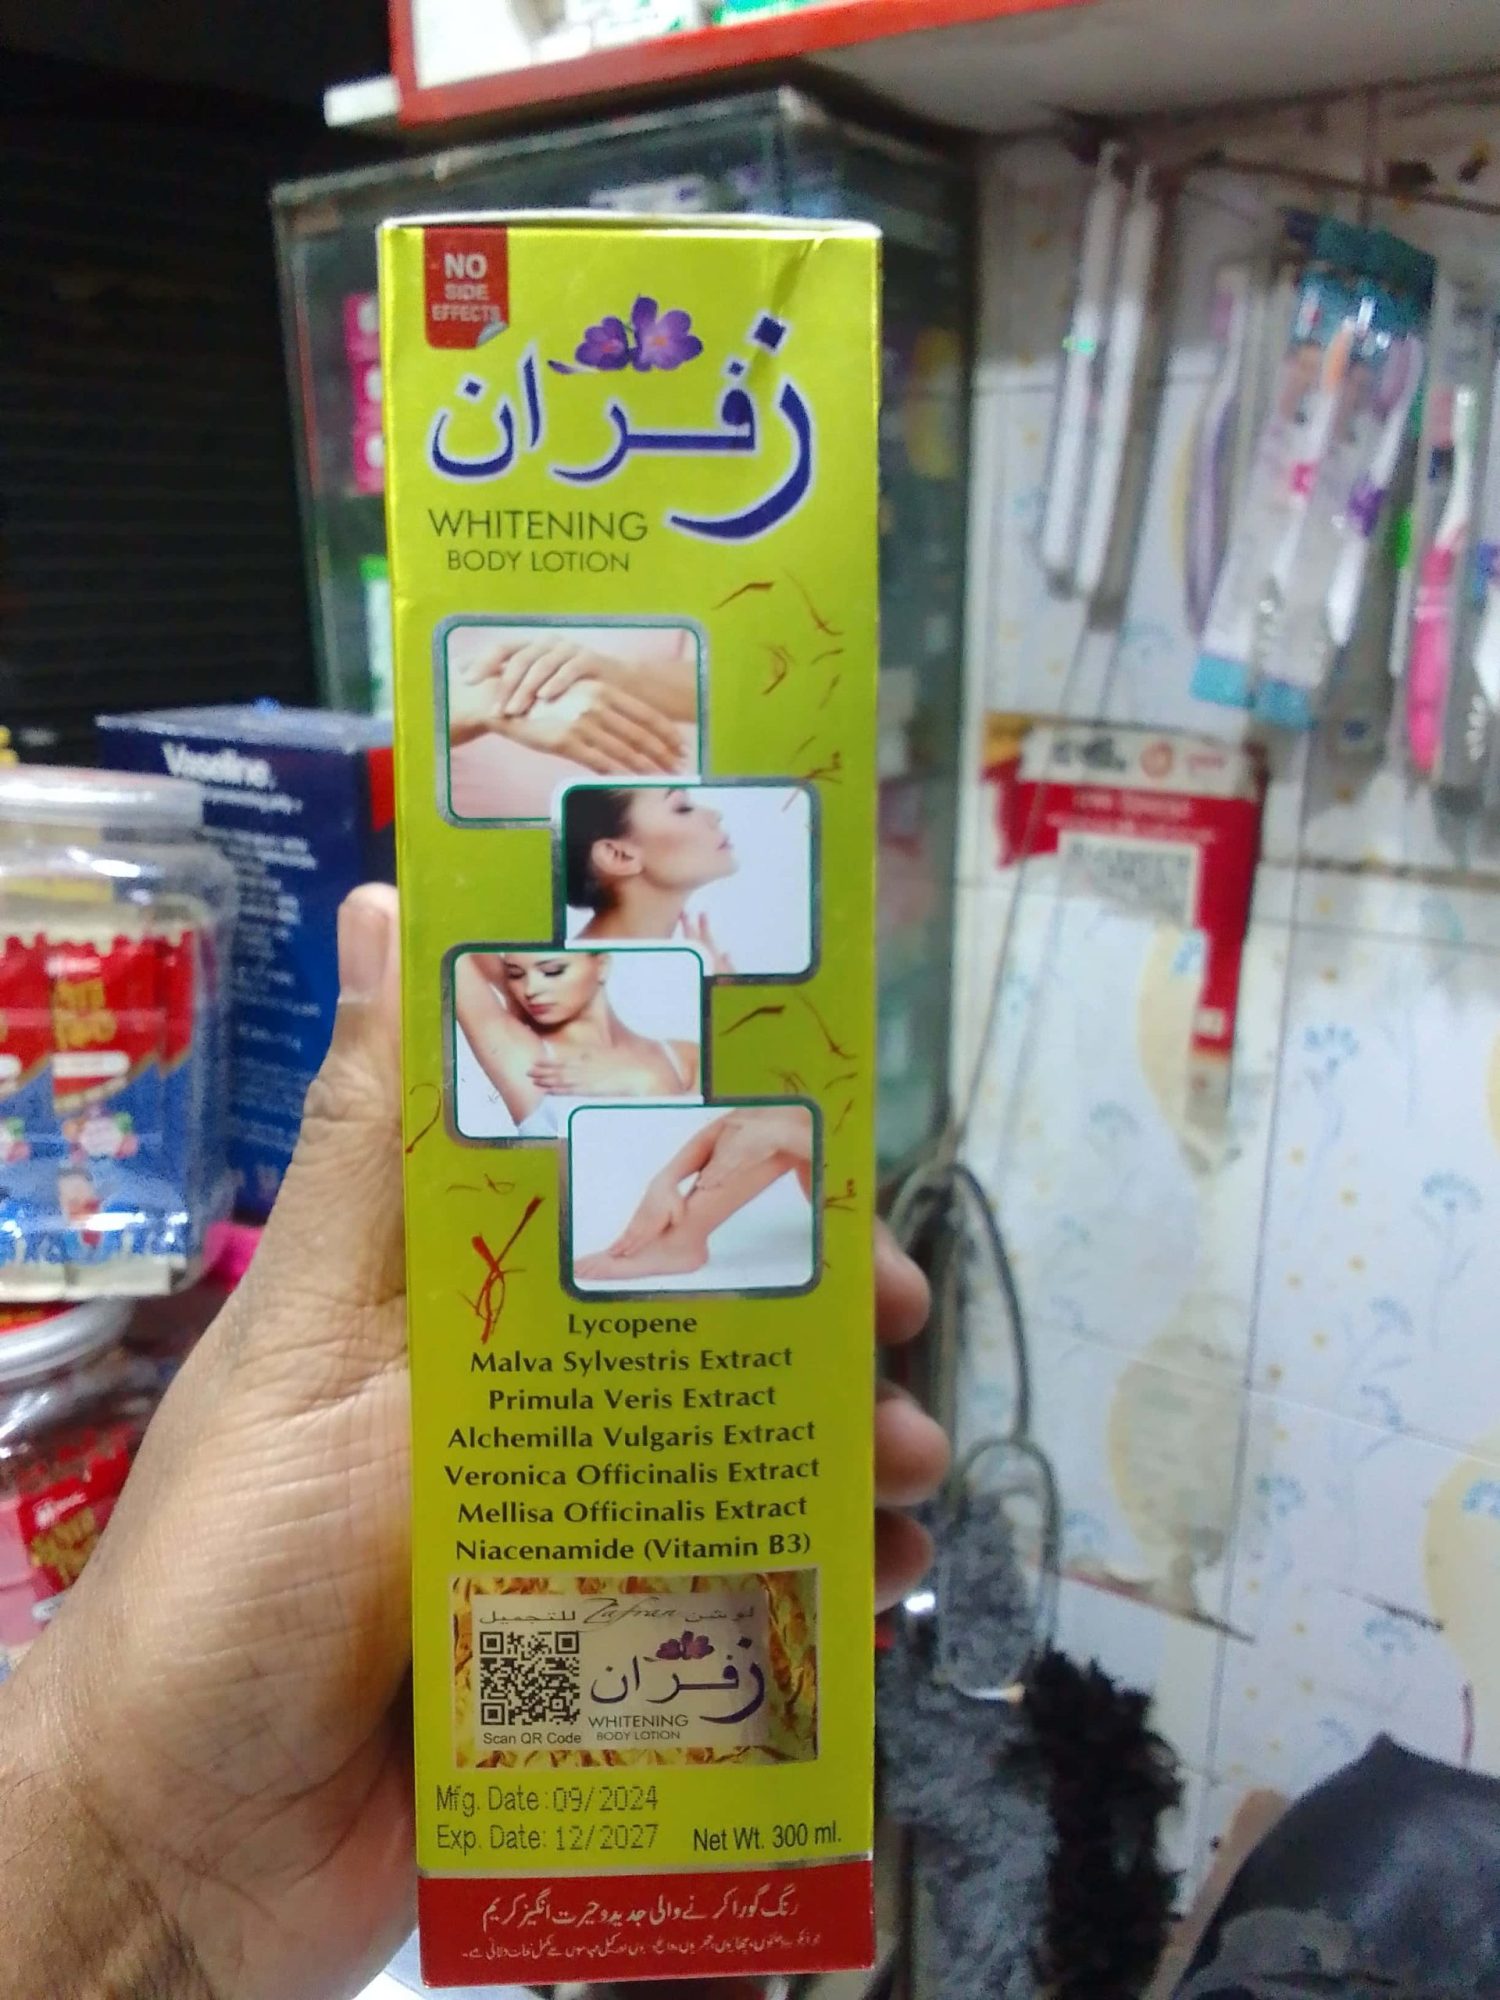 NO
SIDE
EFFECTS
زفران
WHITENING
BODY LOTION
Vaseline
Lycopene
Malva Sylvestris Extract
Primula Veris Extract
Alchemilla Vulgaris Extract
Veronica Officinalis Extract
Mellisa Officinalis Extract
Niacenamide (Vitamin B3)
لوشن Zafran للتجميل
زفران
WHITENING
BODY LOTION
Scan QR Code
Mfg. Date : 09/2024
Exp. Date: 12/2027 Net Wt. 300 ml.
رنگ گورا کرنے والی جدید و حیرت انگیز کریم